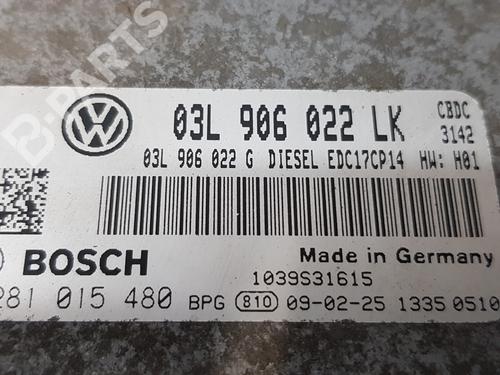 B-PARTS
03L 906 022 LK CBDC
3142
03L 906 022 G DIESEL EDC17CP14 HW: H01
BOSCH
Made in Germany
1039S31615
281 015 480 BPG 810 09-02-25 1335 0510